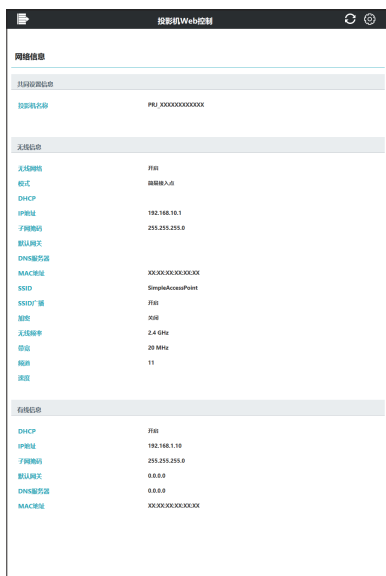 投影机Web控制
网络信息
共同设置信息
投影机名称 PRJ_XXXXXXXXXXXX
无线信息
无线网络 开启
模式 简易接入点
DHCP
IP地址 192.168.10.1
子网掩码 255.255.255.0
默认网关
DNS服务器
MAC地址 XX:XX:XX:XX:XX:XX
SSID SimpleAccessPoint
SSID广播 开启
加密 关闭
无线频率 2.4 GHz
带宽 20 MHz
频道 11
速度
有线信息
DHCP 开启
IP地址 192.168.1.10
子网掩码 255.255.255.0
默认网关 0.0.0.0
DNS服务器 0.0.0.0
MAC地址 XX:XX:XX:XX:XX:XX